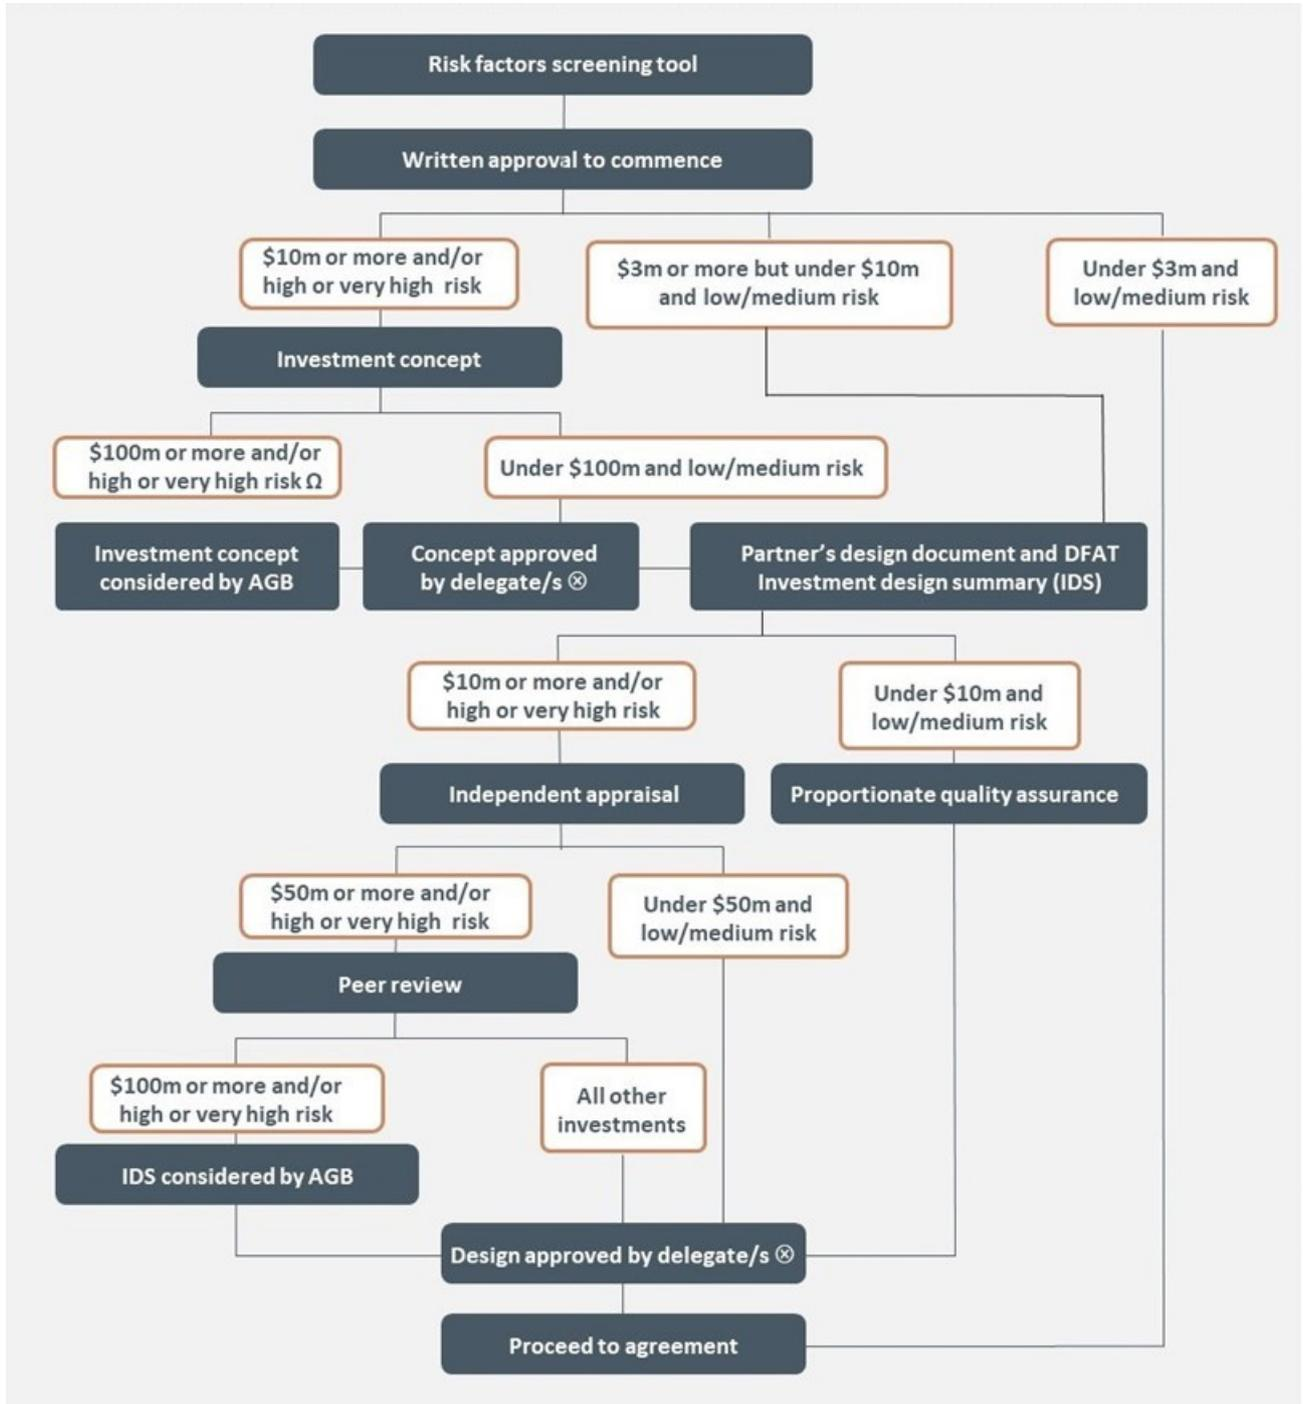 Risk factors screening tool
Written approval to commence
$10m or more and/or
high or very high risk
$3m or more but under $10m
and low/medium risk
Under $3m and
low/medium risk
Investment concept
$100m or more and/or
high or very high risk Ω
Under $100m and low/medium risk
Investment concept
considered by AGB
Concept approved
by delegate/s ⊗
Partner's design document and DFAT
Investment design summary (IDS)
$10m or more and/or
high or very high risk
Under $10m and
low/medium risk
Independent appraisal
Proportionate quality assurance
$50m or more and/or
high or very high risk
Under $50m and
low/medium risk
Peer review
$100m or more and/or
high or very high risk
All other
investments
IDS considered by AGB
Design approved by delegate/s ⊗
Proceed to agreement